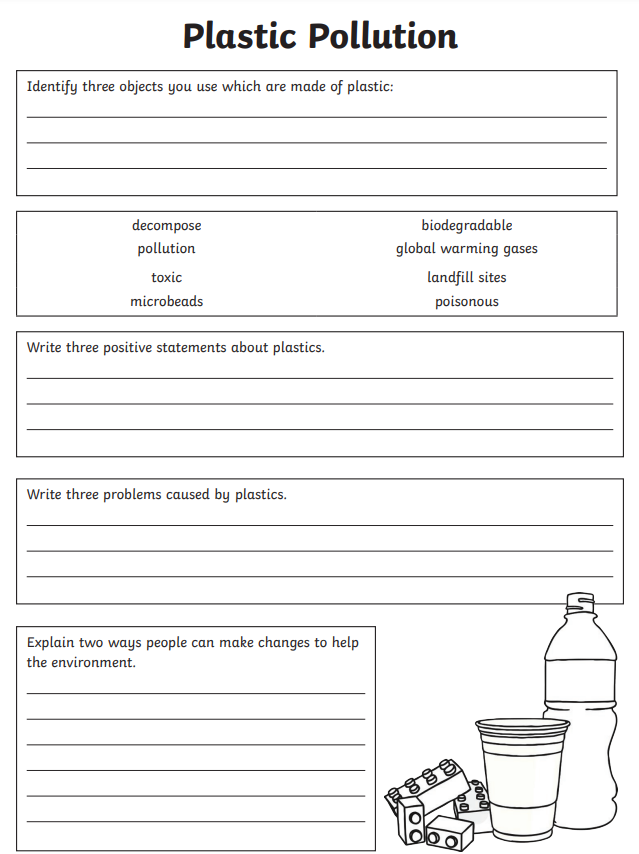 Plastic Pollution
Identify three objects you use which are made of plastic:
decompose biodegradable
pollution global warming gases
toxic landfill sites
microbeads poisonous
Write three positive statements about plastics.
Write three problems caused by plastics.
Explain two ways people can make changes to help
the environment.